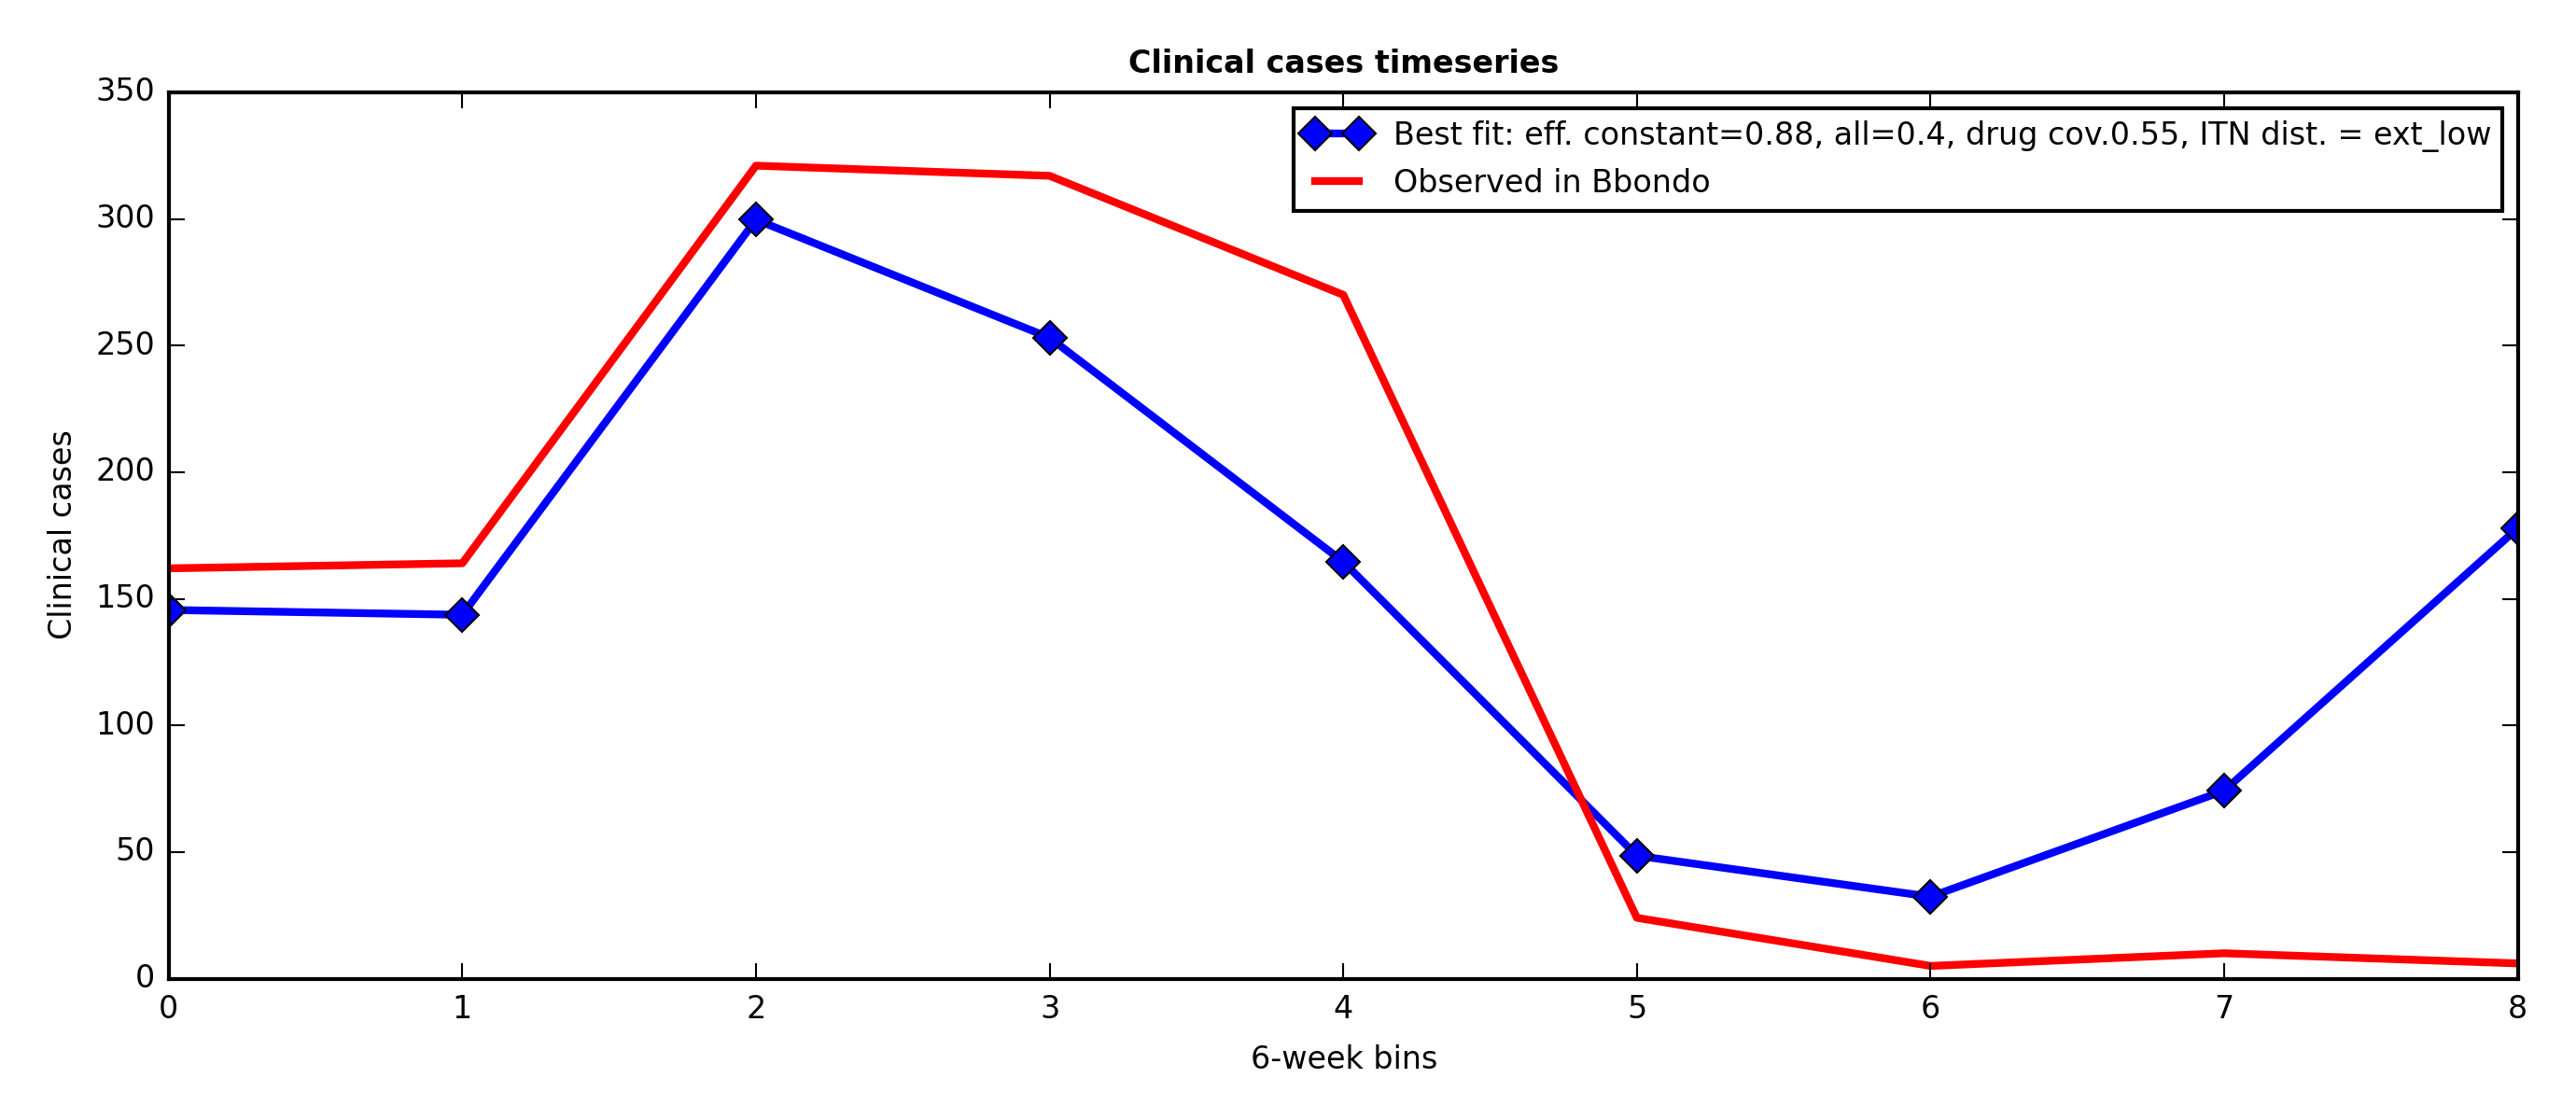 Clinical cases timeseries
350
300
250
200
150
100
50
0
Clinical cases
Best fit: eff. constant=0.88, all=0.4, drug cov.0.55, ITN dist. = ext_low
Observed in Bbondo
0 1 2 3 4 5 6 7 8
6-week bins